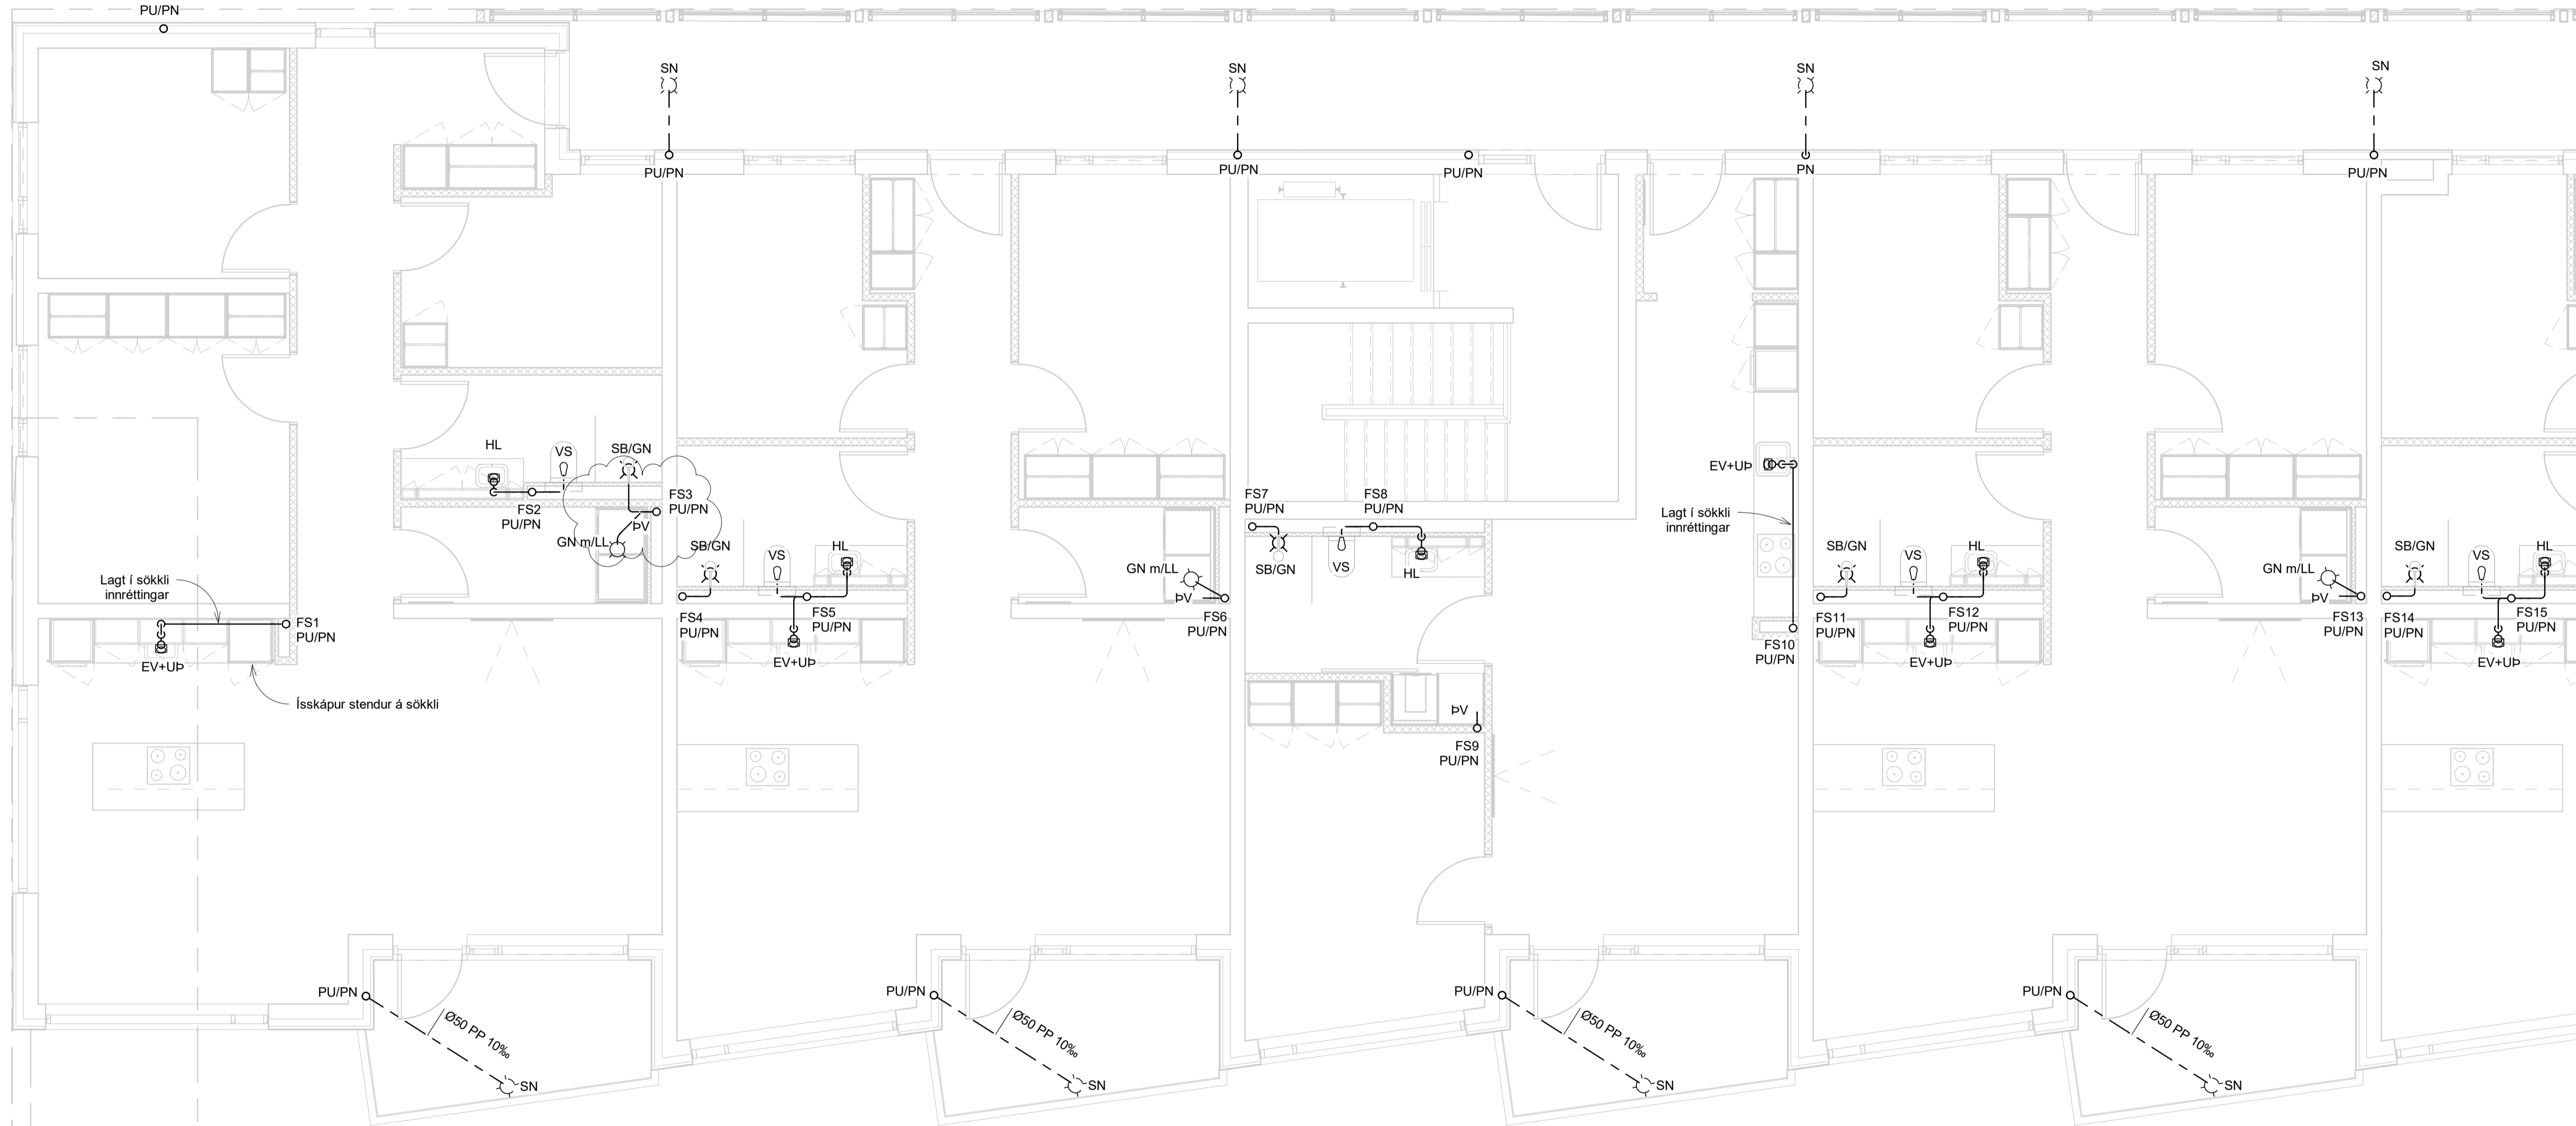 PU/PN
SN
SN
SN
SN
PU/PN
PU/PN
PU/PN
PN
PU/PN
HL
VS
SB/GN
FS2
PU/PN
FS3
PU/PN
ÞV
GN m/LL
SB/GN
VS
HL
FS4
PU/PN
FS5
PU/PN
EV+UÞ
GN m/LL
ÞV
FS6
PU/PN
FS7
PU/PN
FS8
PU/PN
SB/GN
VS
HL
EV+UÞ
Lagt í sökkli
innréttingar
FS10
PU/PN
ÞV
FS9
PU/PN
SB/GN
VS
HL
FS11
PU/PN
FS12
PU/PN
EV+UÞ
GN m/LL
ÞV
FS13
PU/PN
SB/GN
VS
HL
FS14
PU/PN
FS15
PU/PN
EV+UÞ
Lagt í sökkli
innréttingar
FS1
PU/PN
EV+UÞ
Ísskápur stendur á sökkli
PU/PN
Ø50 PP 10‰
SN
PU/PN
Ø50 PP 10‰
SN
PU/PN
Ø50 PP 10‰
SN
PU/PN
Ø50 PP 10‰
SN